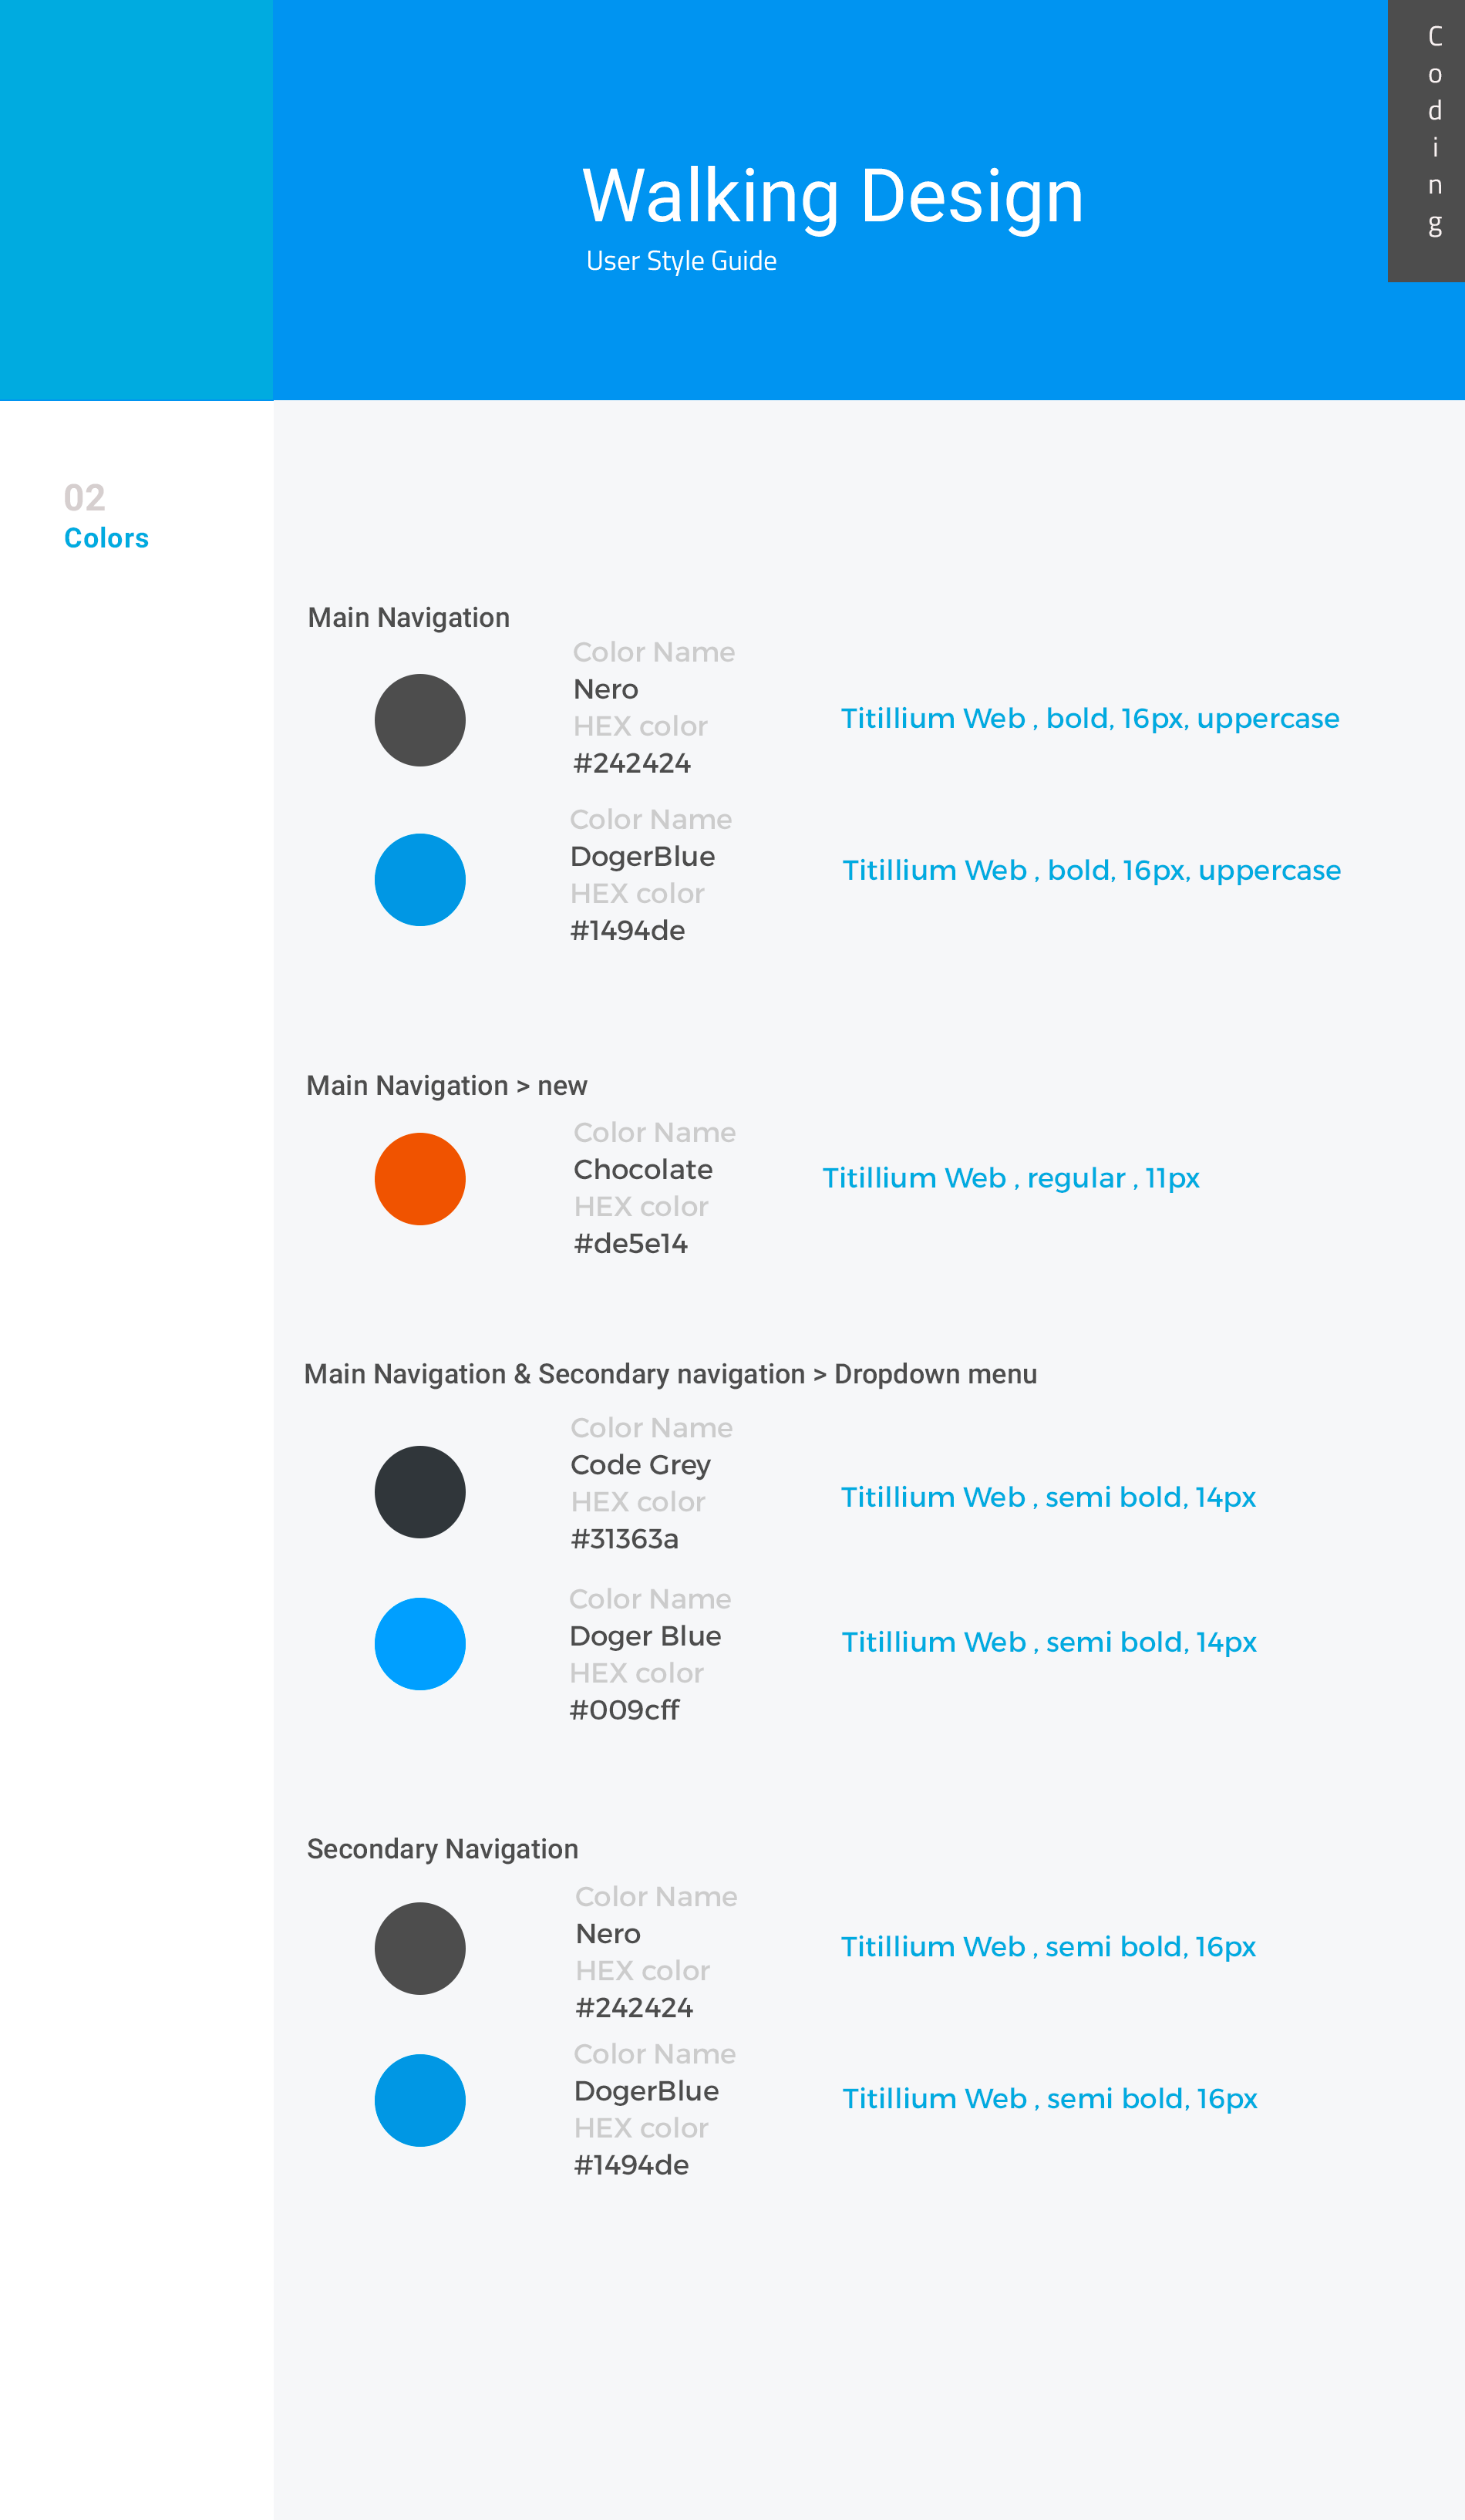 C
o
d
i
n
g
Walking Design
User Style Guide
02
Colors
Main Navigation
Color Name
Nero
HEX color
#242424
Titillium Web , bold, 16px, uppercase
Color Name
DogerBlue
HEX color
#1494de
Titillium Web , bold, 16px, uppercase
Main Navigation > new
Color Name
Chocolate
HEX color
#de5e14
Titillium Web , regular , 11px
Main Navigation & Secondary navigation > Dropdown menu
Color Name
Code Grey
HEX color
#31363a
Titillium Web , semi bold, 14px
Color Name
Doger Blue
HEX color
#009cff
Titillium Web , semi bold, 14px
Secondary Navigation
Color Name
Nero
HEX color
#242424
Titillium Web , semi bold, 16px
Color Name
DogerBlue
HEX color
#1494de
Titillium Web , semi bold, 16px